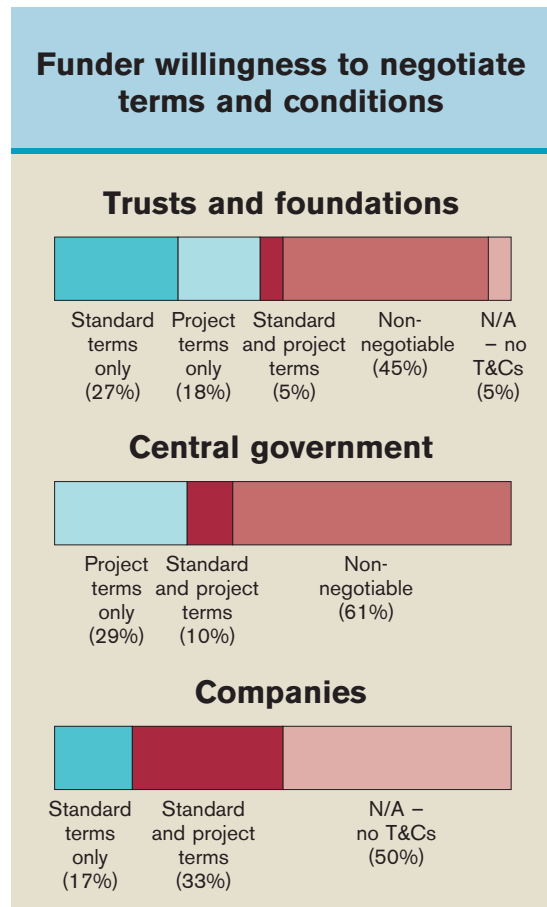 Funder willingness to negotiate
terms and conditions
Trusts and foundations
Standard
terms
only
(27%)
Project
terms
only
(18%)
Standard
and project
terms
(5%)
Non-
negotiable
(45%)
N/A
– no
T&Cs
(5%)
Central government
Project
terms
only
(29%)
Standard
and project
terms
(10%)
Non-
negotiable
(61%)
Companies
Standard
terms
only
(17%)
Standard
and project
terms
(33%)
N/A –
no T&Cs
(50%)